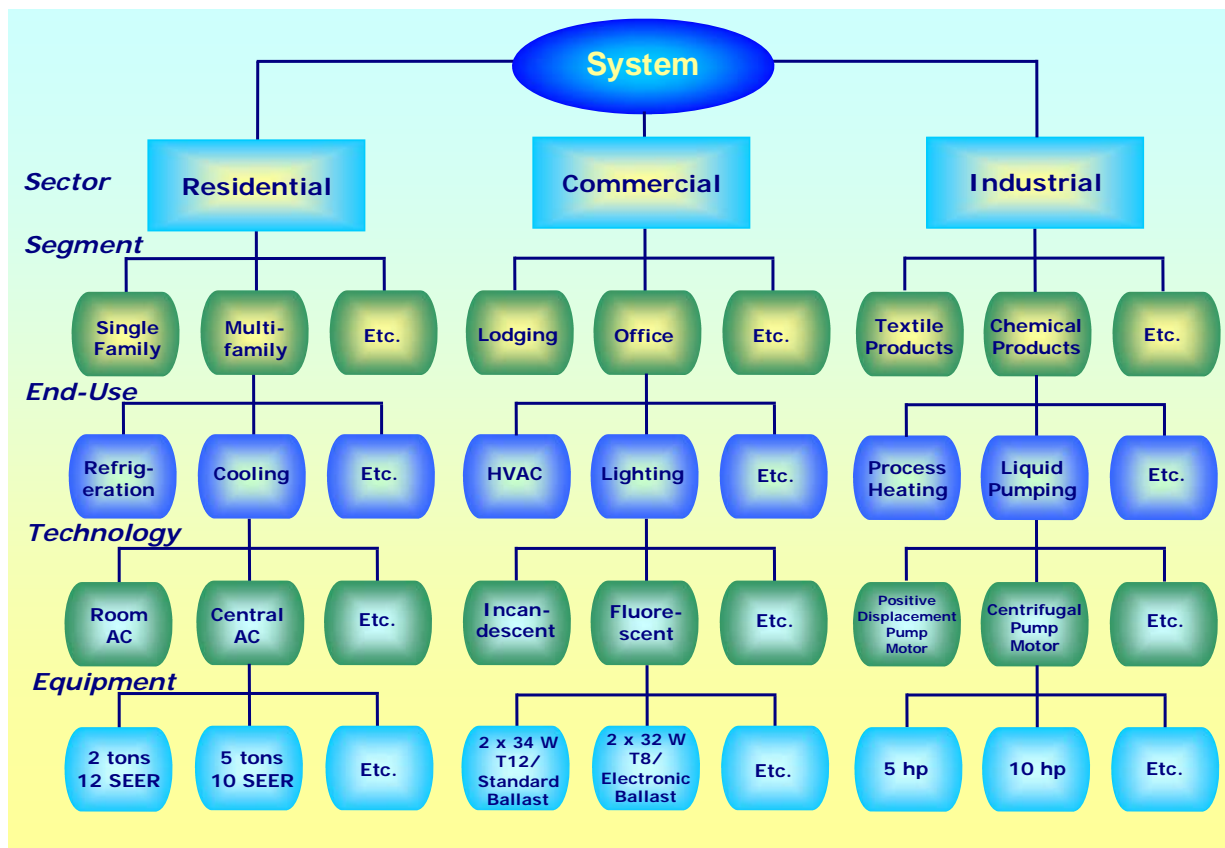 System
Sector
Residential
Commercial
Industrial
Segment
Single
Family
Multi-
family
Etc.
Lodging
Office
Etc.
Textile
Products
Chemical
Products
Etc.
End-Use
Refrig-
eration
Cooling
Etc.
HVAC
Lighting
Etc.
Process
Heating
Liquid
Pumping
Etc.
Technology
Room
AC
Central
AC
Etc.
Incan-
descent
Fluore-
scent
Etc.
Positive
Displacement
Pump
Motor
Centrifugal
Pump
Motor
Etc.
Equipment
2 tons
12 SEER
5 tons
10 SEER
Etc.
2 x 34 W
T12/
Standard
Ballast
2 x 32 W
T8/
Electronic
Ballast
Etc.
5 hp
10 hp
Etc.